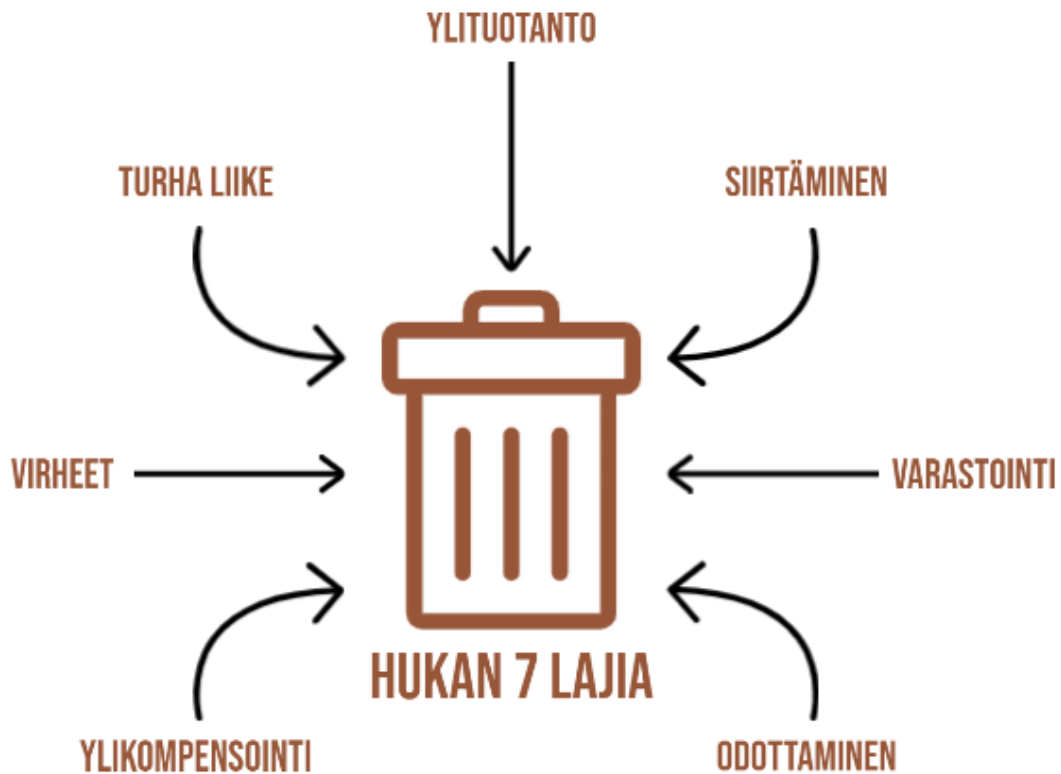 YLITUOTANTO
TURHA LIIKE
SIIRTÄMINEN
VIRHEET
VARASTOINTI
HUKAN 7 LAJIA
YLIKOMPENSOINTI
ODOTTAMINEN